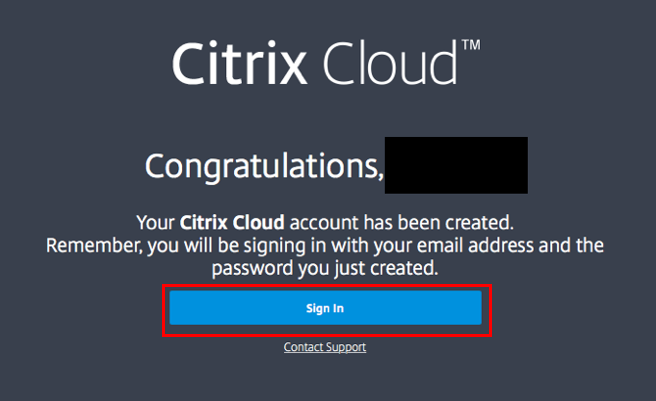 Citrix Cloud™
Congratulations,
Your Citrix Cloud account has been created.
Remember, you will be signing in with your email address and the
password you just created.
Sign In
Contact Support